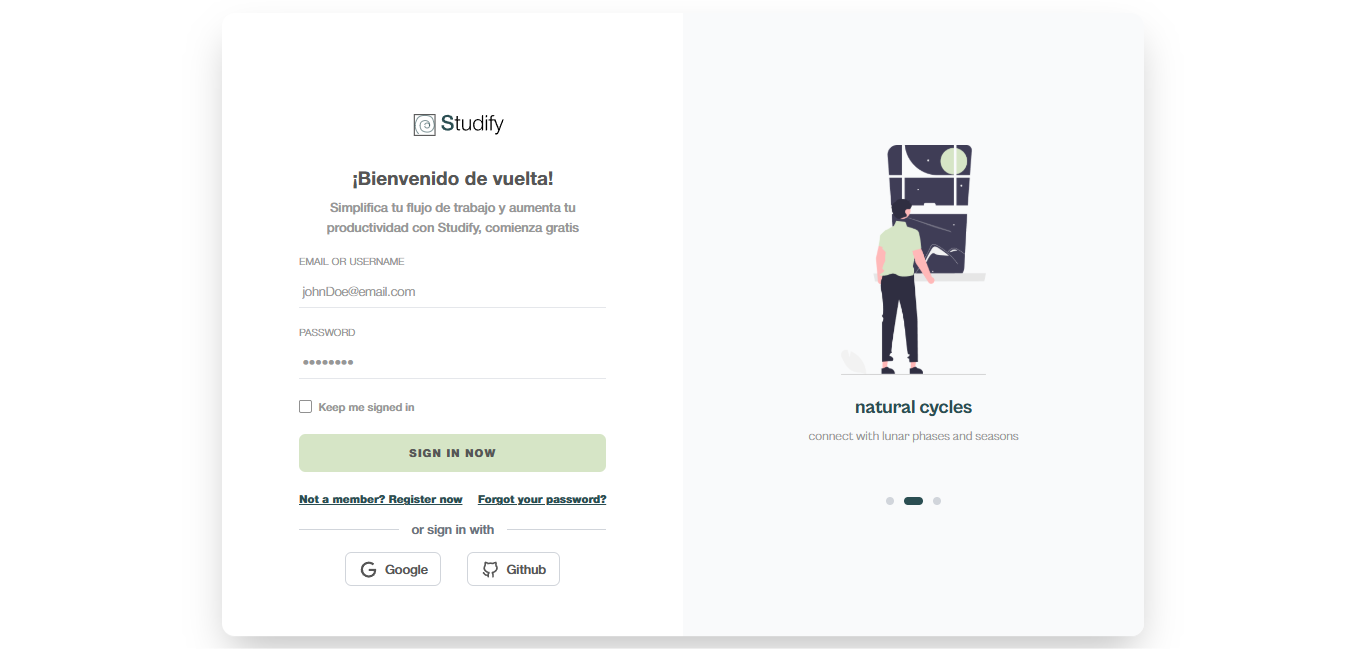 Studify
¡Bienvenido de vuelta!
Simplifica tu flujo de trabajo y aumenta tu
productividad con Studify, comienza gratis
EMAIL OR USERNAME
johnDoe@email.com
PASSWORD
••••••••
Keep me signed in
SIGN IN NOW
Not a member? Register now
Forgot your password?
or sign in with
Google
Github
natural cycles
connect with lunar phases and seasons